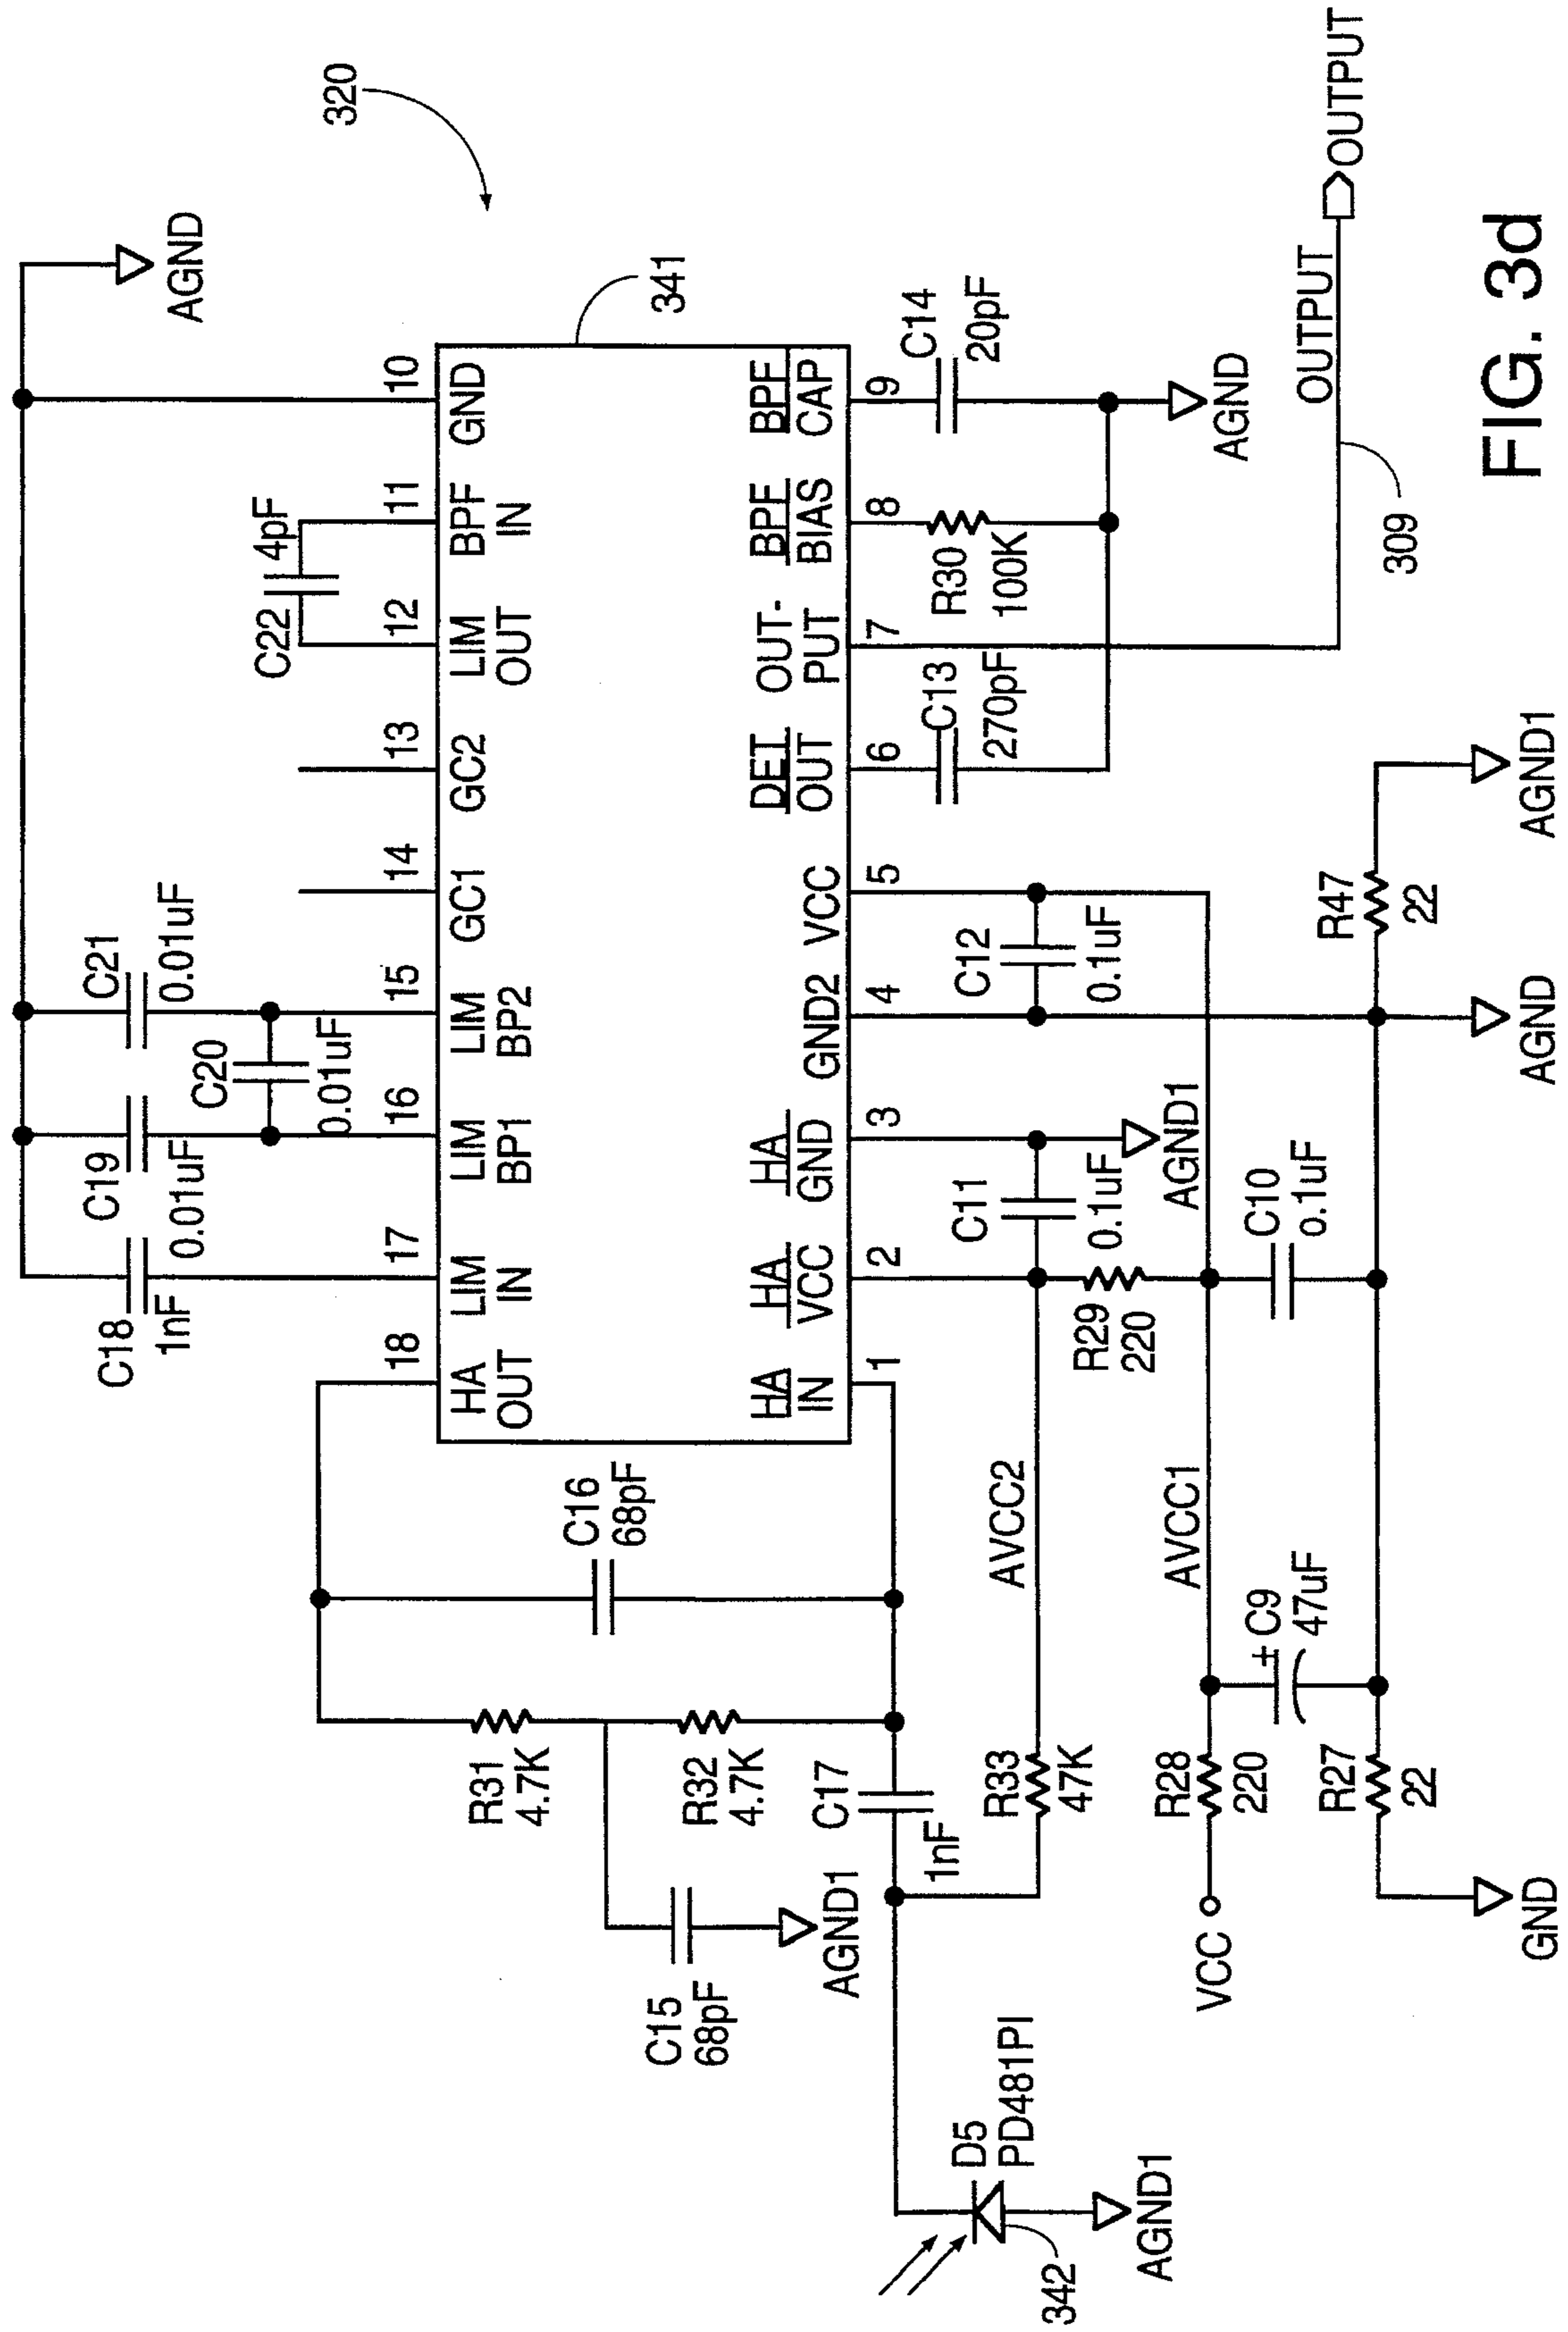 320
AGND
C21
0.01uF
C20
0.01uF
C19
0.01uF
C18
1nF
C22
4pF
18
17
16
15
14
13
12
11
10
HA
OUT
LIM
IN
LIM
BP1
LIM
BP2
GC1
GC2
LIM
OUT
BPF
IN
GND
341
HA
IN
HA
VCC
HA
GND
GND2
VCC
DET
OUT
OUT-
PUT
BPF
BIAS
BPF
CAP
1
2
3
4
5
6
7
8
9
C16
68pF
R31
4.7K
R32
4.7K
C15
68pF
AGND1
C17
1nF
D5
PD481PI
342
AGND1
R33
47K
AVCC2
C11
0.1uF
AGND1
R29
220
C12
0.1uF
C13
270pF
R30
100K
C14
20pF
AGND
VCC
R28
220
AVCC1
+
C9
47uF
C10
o.1uF
R27
22
GND
AGND
R47
22
AGND1
309
OUTPUT
OUTPUT
FIG. 3d